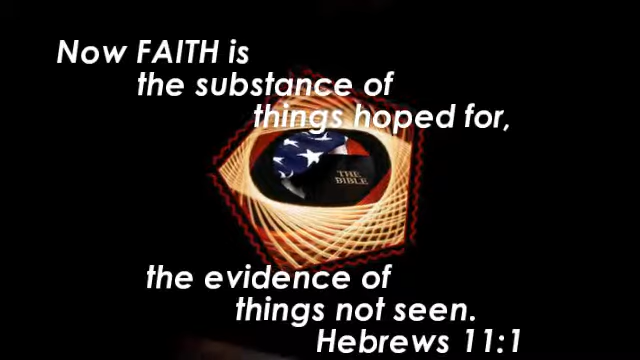 Now FAITH is
the substance of
things hoped for,
THE
BIBLE
the evidence of
things not seen.
Hebrews 11:1